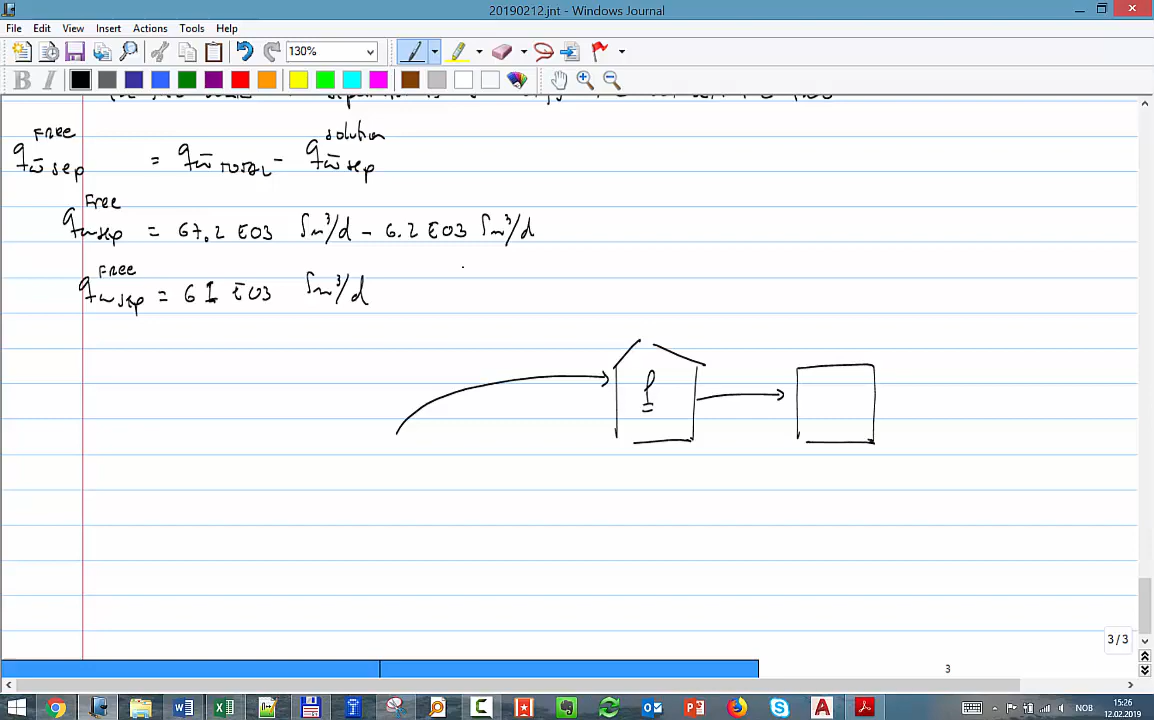 20190212.jnt - Windows Journal
File Edit View Insert Actions Tools Help
130%
B I
q w̄ sep Free = q w̄ TOTAL - q w̄ sep solution
q w sep Free = 67.2 E03 Sm³/d - 6.2 E03 Sm³/d
q w sep Free = 61 E03 Sm³/d
3 / 3
3
NOB
15:26
12.02.2019